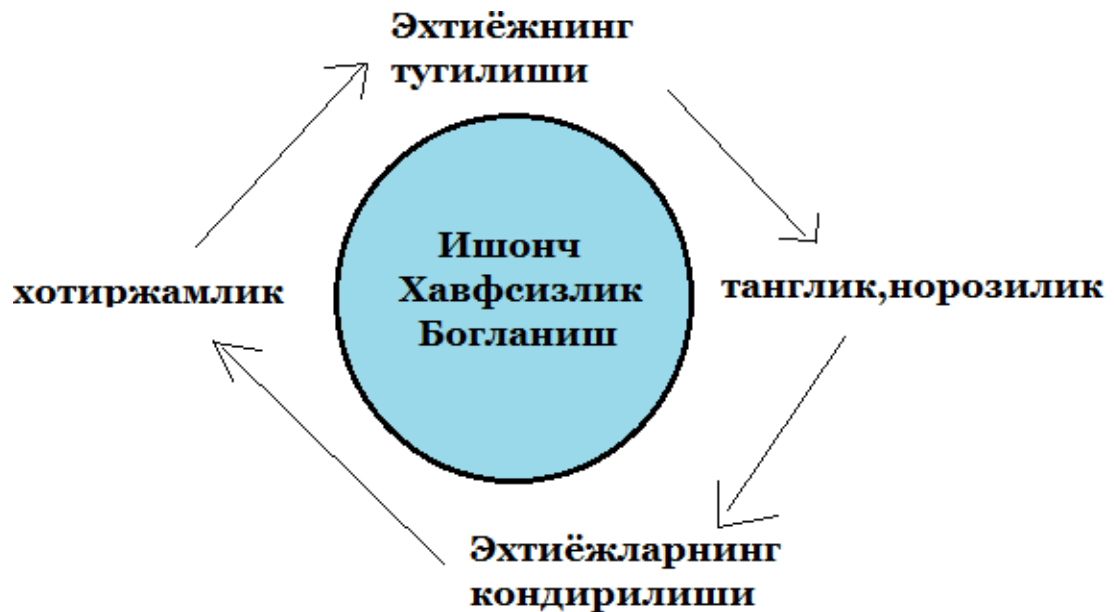 Эхтиёжнинг
тугилиши
Ишонч
Хавфсизлик
Богланиш
хотиржамлик
танглик,норозилик
Эхтиёжларнинг
кондирилиши